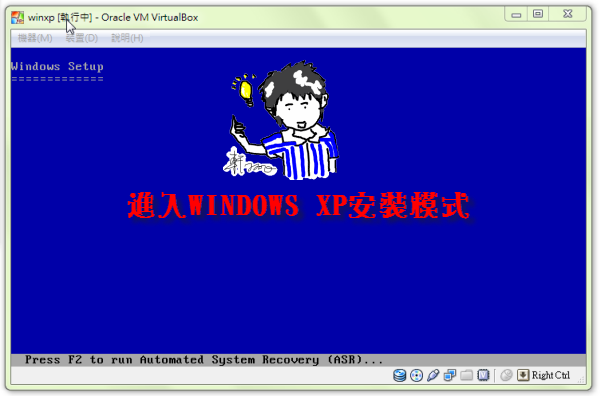 winxp [執行中] - Oracle VM VirtualBox
機器(M) 裝置(D) 說明(H)
Windows Setup
=============
軒
進入WINDOWS XP安裝模式
Press F2 to run Automated System Recovery (ASR)...
Right Ctrl